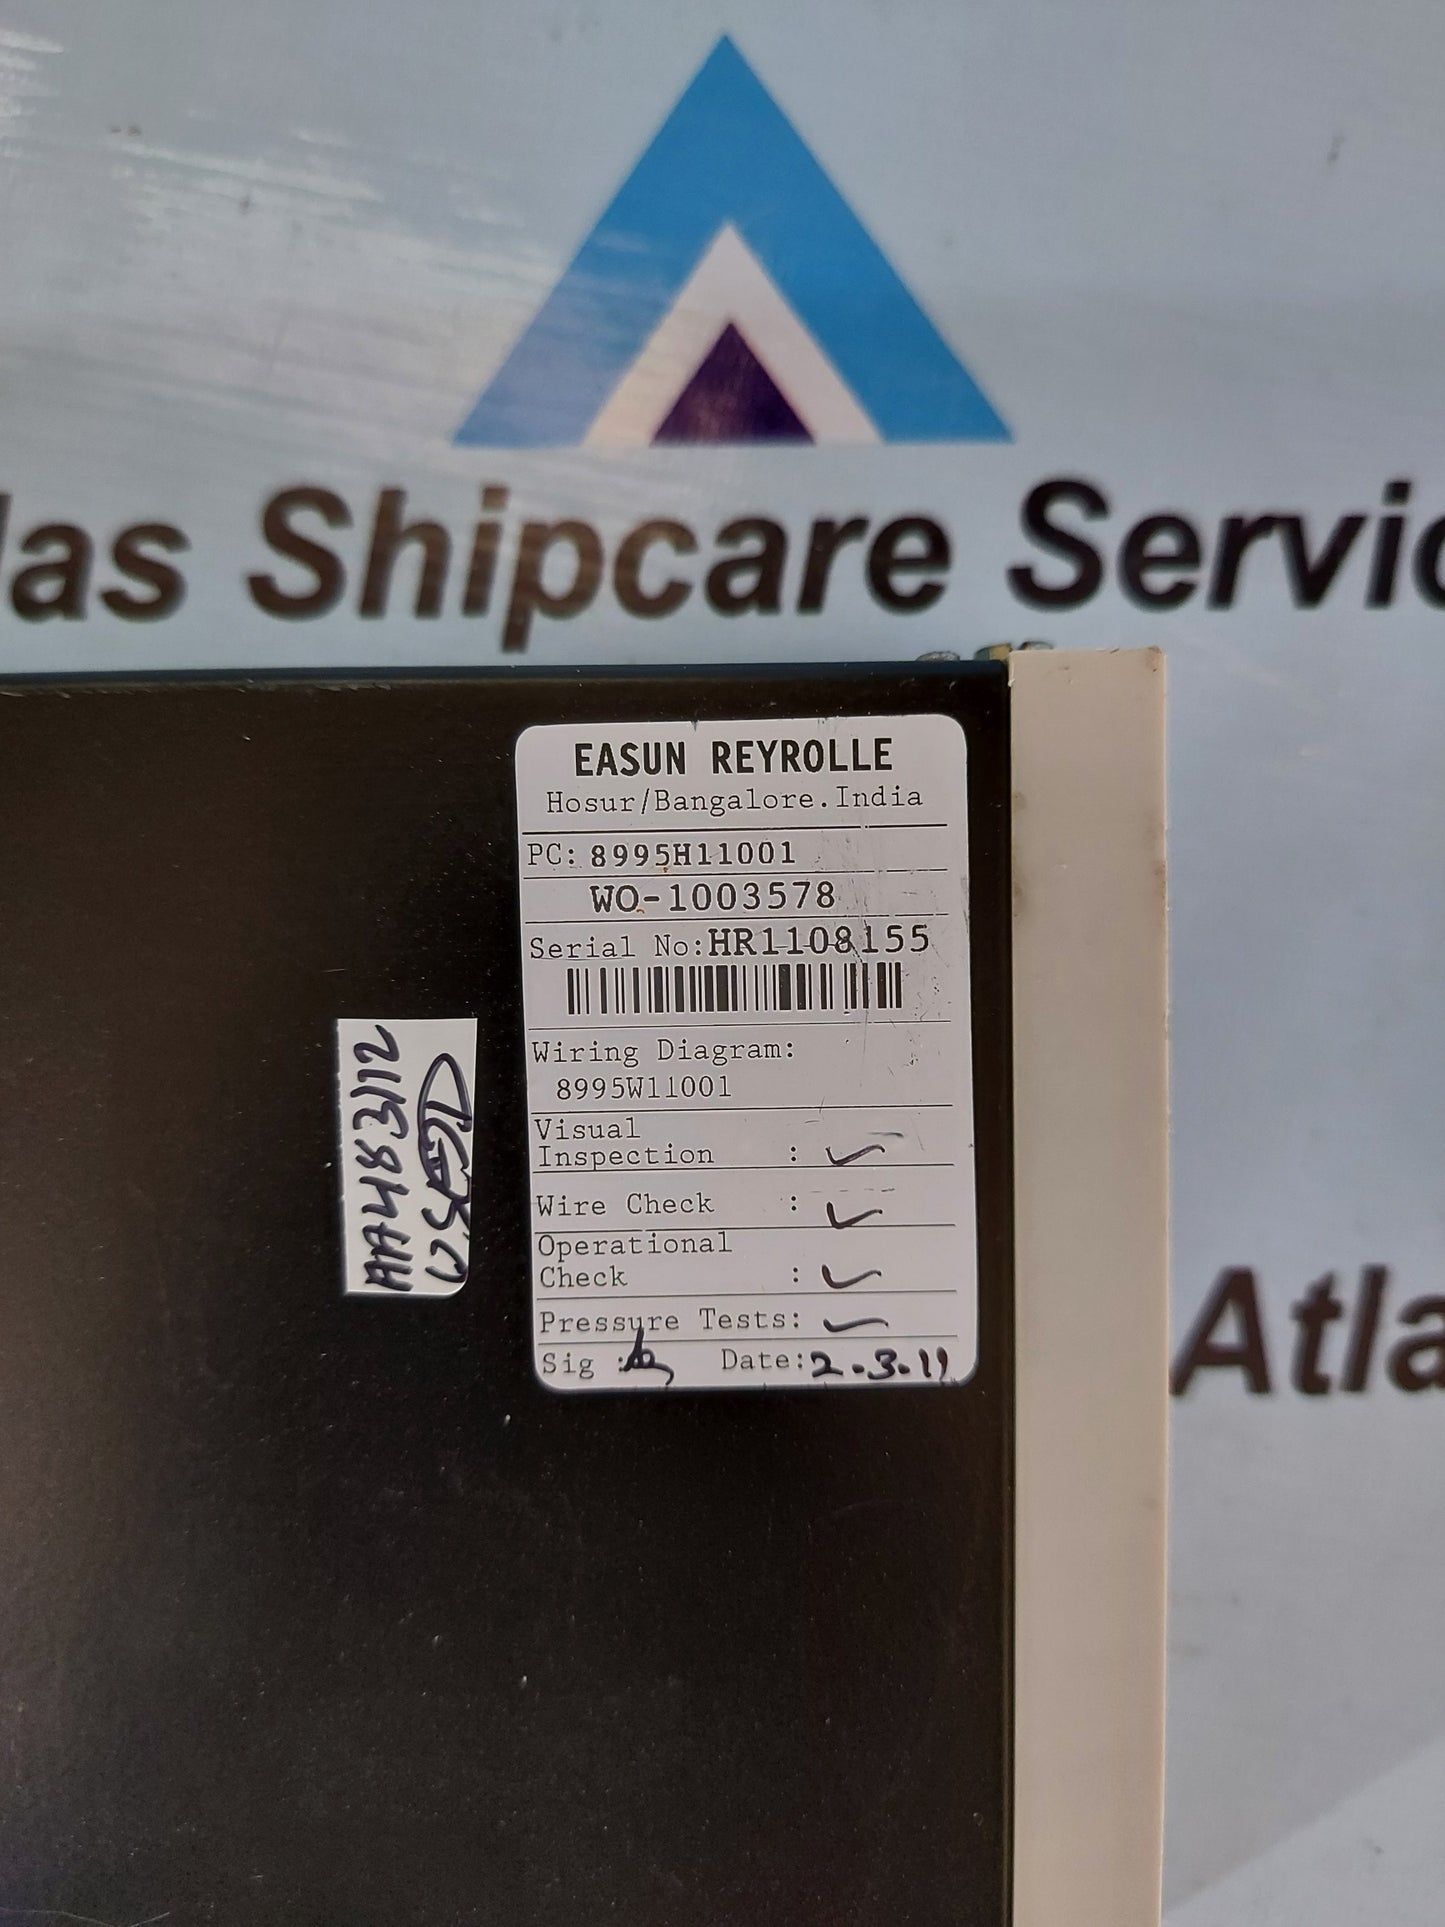 las Shipcare Servic
EASUN REYROLLE
Hosur/Bangalore.India
PC: 8995H11001
WO-1003578
Serial No:HR1108155
Wiring Diagram:
8995W11001
Visual
Inspection :
Wire Check :
Operational
Check :
Pressure Tests:
Sig : Date:2.3.11
AA483112
Atla